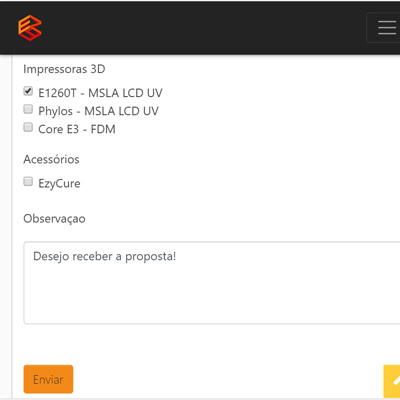 Impressoras 3D
E1260T - MSLA LCD UV
Phylos - MSLA LCD UV
Core E3 - FDM
Acessórios
EzyCure
Observaçao
Desejo receber a proposta!
Enviar